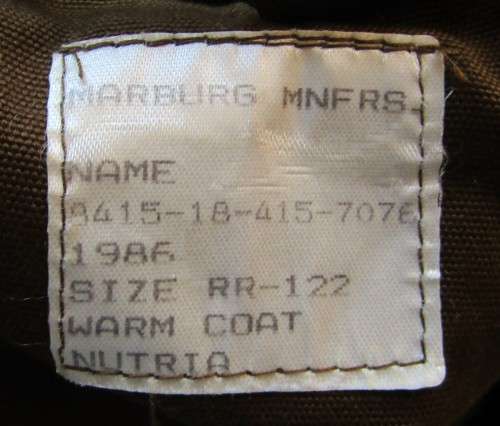 MARBURG MNFRS.
NAME
8415-18-415-7076
1986
SIZE RR-122
WARM COAT
NUTRIA